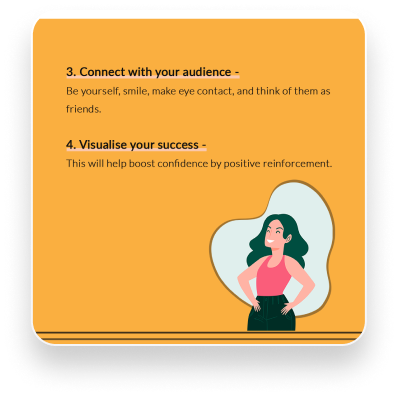 3. Connect with your audience -
Be yourself, smile, make eye contact, and think of them as
friends.
4. Visualise your success -
This will help boost confidence by positive reinforcement.